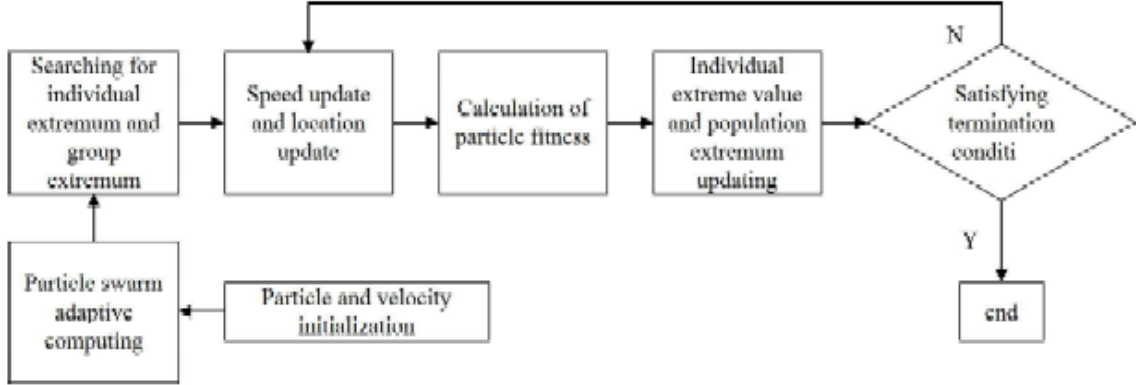 Searching for
individual
extremum and
group
extremum
Speed update
and location
update
Calculation of
particle fitness
Individual
extreme value
and population
extremum
updating
N
Satisfying
termination
conditi
Y
end
Particle swarm
adaptive
computing
Particle and velocity
initialization